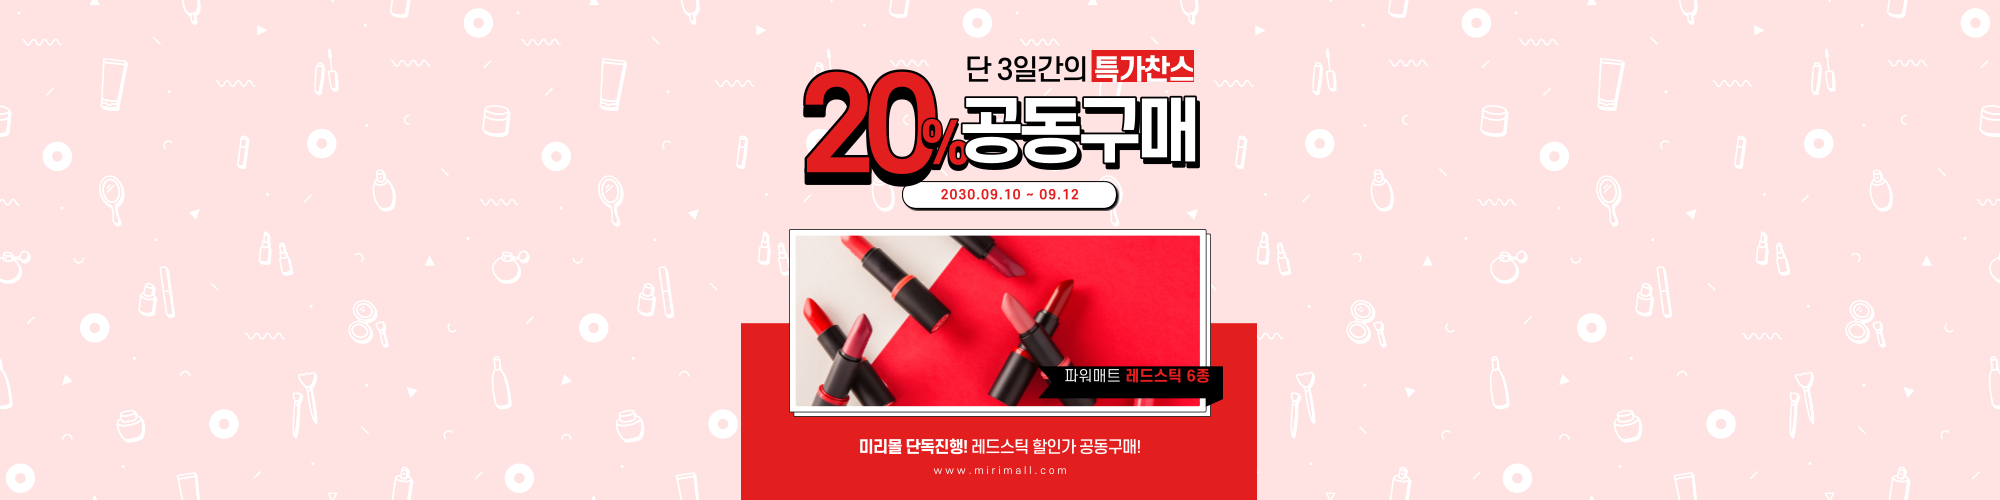 단 3일간의 특가찬스
20%공동구매
2030.09.10 ~ 09.12
파워매트 레드스틱 6종
미리몰 단독진행! 레드스틱 할인가 공동구매!
www.mirimall.com